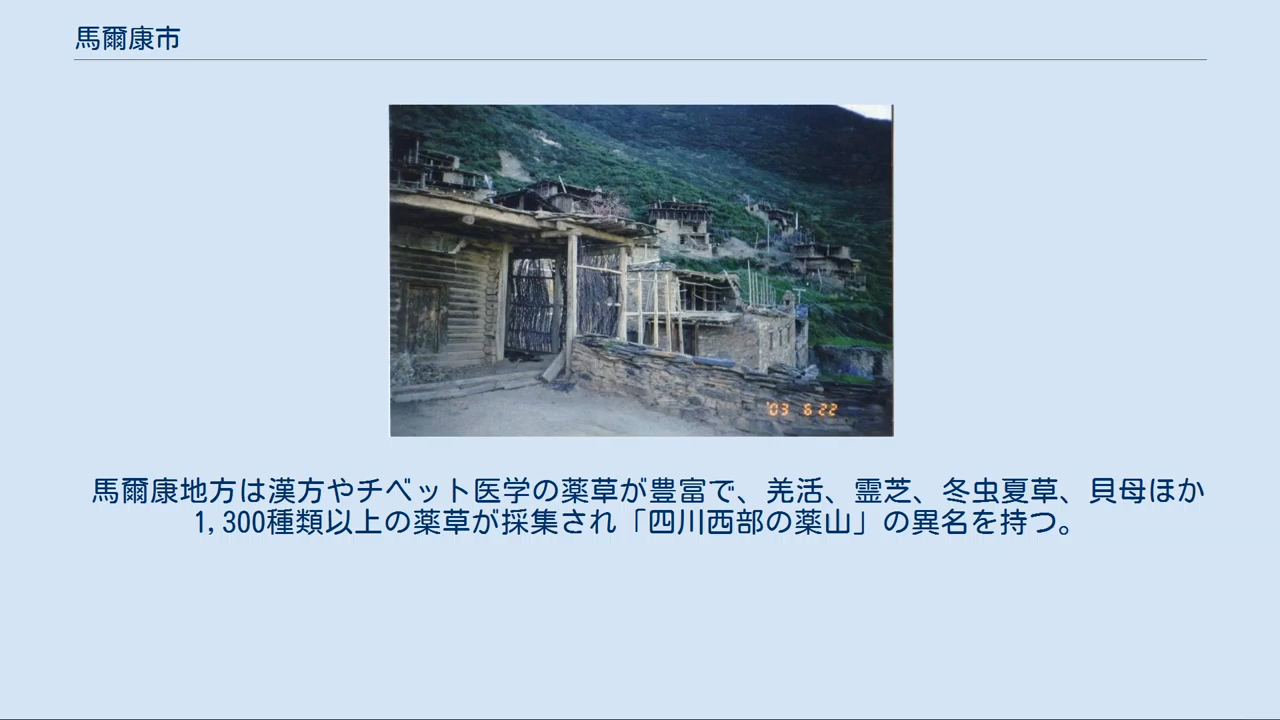 馬爾康市
'03 6 22
馬爾康地方は漢方やチベット医学の薬草が豊富で、羌活、霊芝、冬虫夏草、貝母ほか
1,300種類以上の薬草が採集され「四川西部の薬山」の異名を持つ。